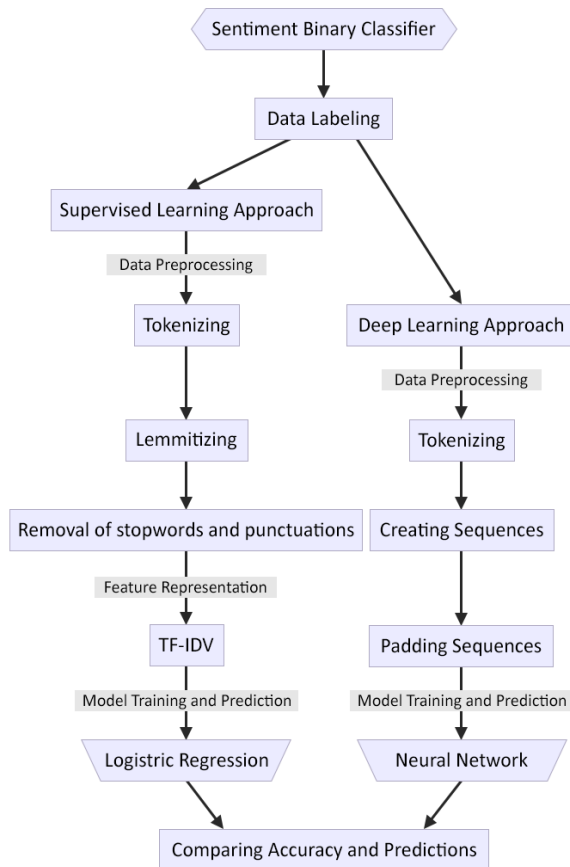 Sentiment Binary Classifier
Data Labeling
Supervised Learning Approach
Data Preprocessing
Tokenizing
Lemmitizing
Removal of stopwords and punctuations
Feature Representation
TF-IDV
Model Training and Prediction
Logistric Regression
Deep Learning Approach
Data Preprocessing
Tokenizing
Creating Sequences
Padding Sequences
Model Training and Prediction
Neural Network
Comparing Accuracy and Predictions